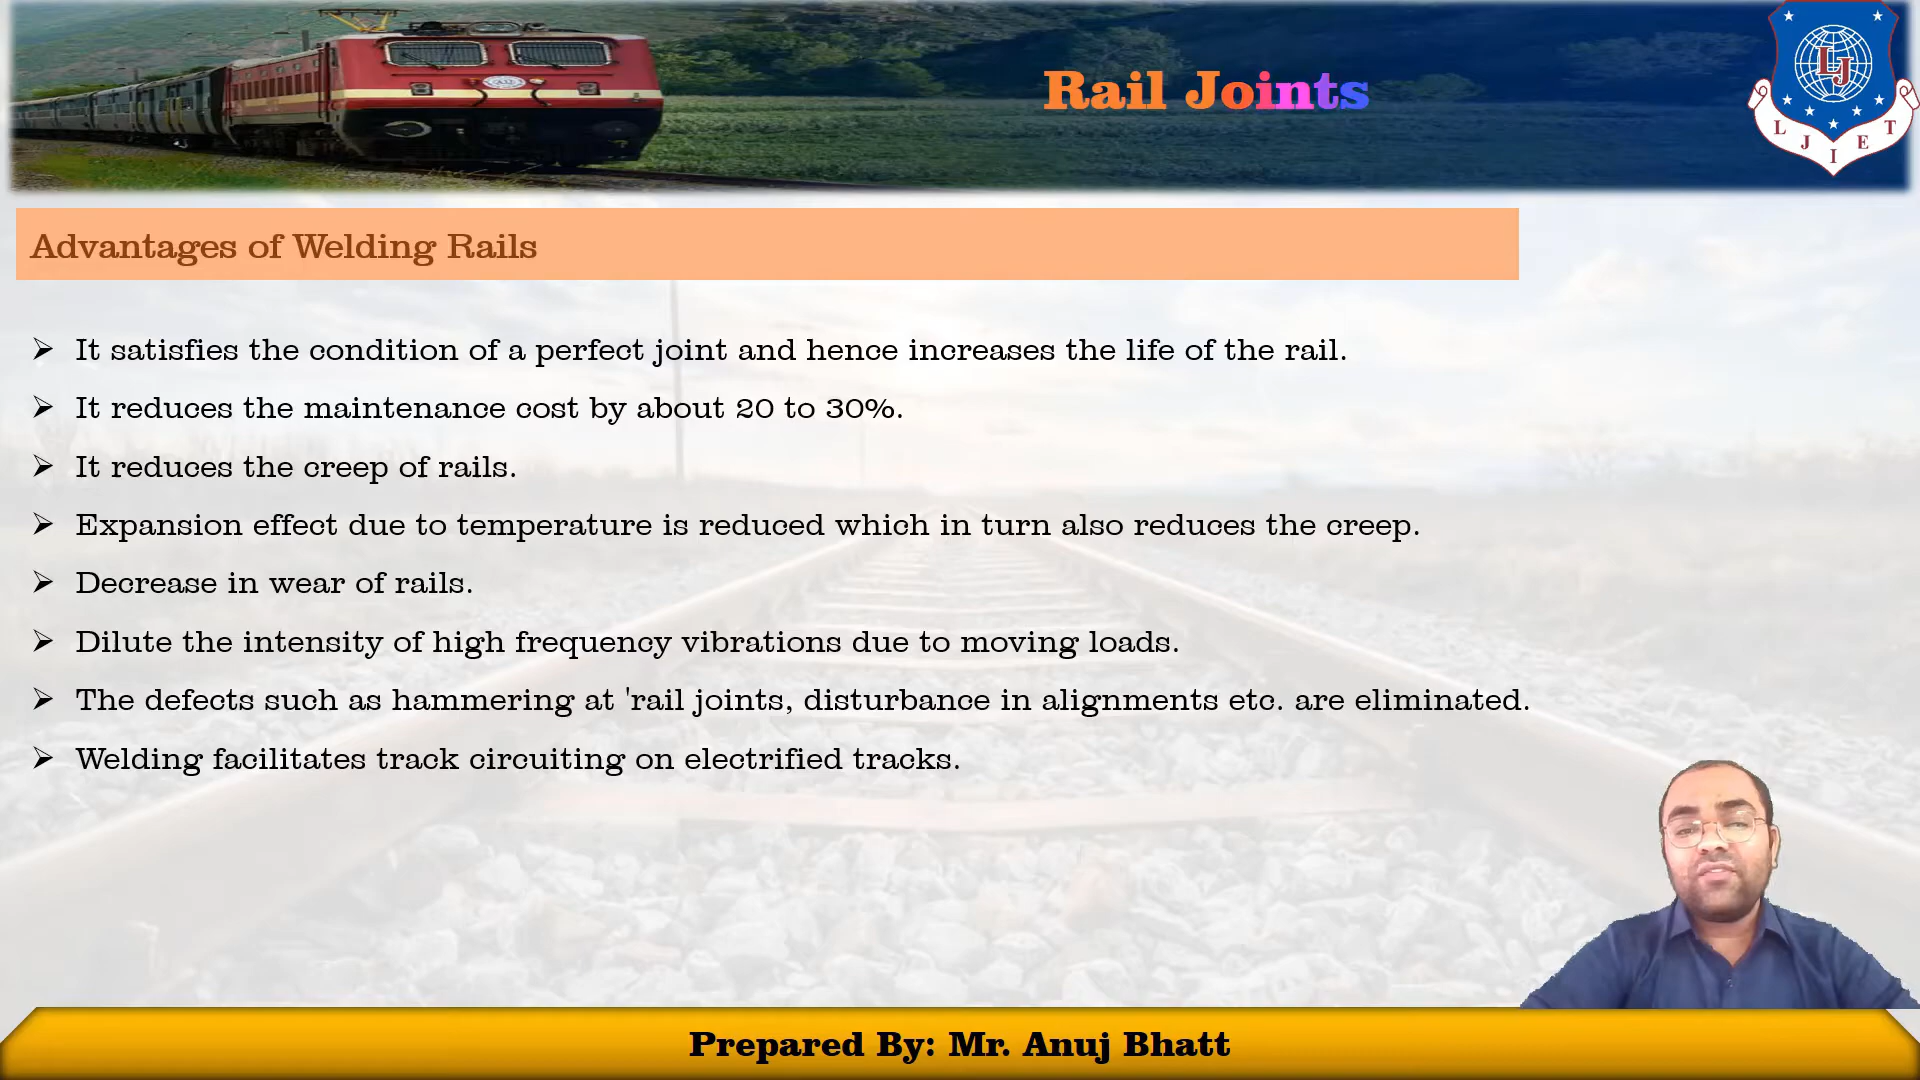 Rail Joints
LJ
L J I E T
Advantages of Welding Rails
It satisfies the condition of a perfect joint and hence increases the life of the rail.
It reduces the maintenance cost by about 20 to 30%.
It reduces the creep of rails.
Expansion effect due to temperature is reduced which in turn also reduces the creep.
Decrease in wear of rails.
Dilute the intensity of high frequency vibrations due to moving loads.
The defects such as hammering at 'rail joints, disturbance in alignments etc. are eliminated.
Welding facilitates track circuiting on electrified tracks.
Prepared By: Mr. Anuj Bhatt